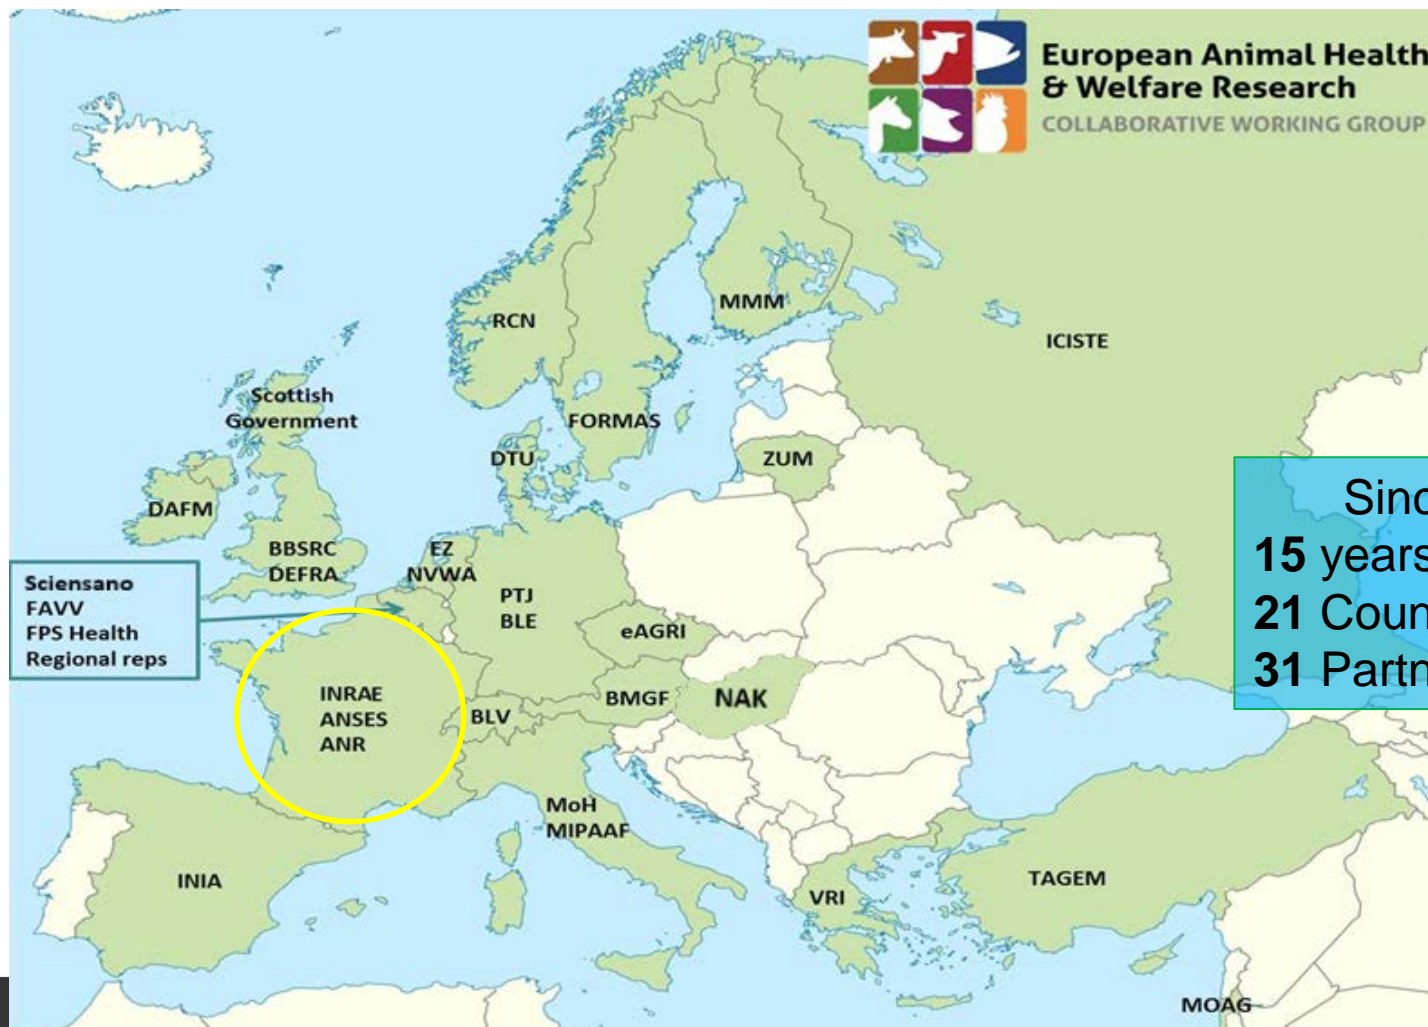 European Animal Health
& Welfare Research
COLLABORATIVE WORKING GROUP
MMM
RCN
ICISTE
Scottish
Government
FORMAS
DTU
ZUM
DAFM
BBSRC
DEFRA
EZ
NVWA
Sciensano
FAVV
FPS Health
Regional reps
PTJ
BLE
eAGRI
15 years
21
31
INRAE
ANSES
ANR
BLV
BMGF
NAK
MoH
MIPAAF
INIA
VRI
TAGEM
MOAG